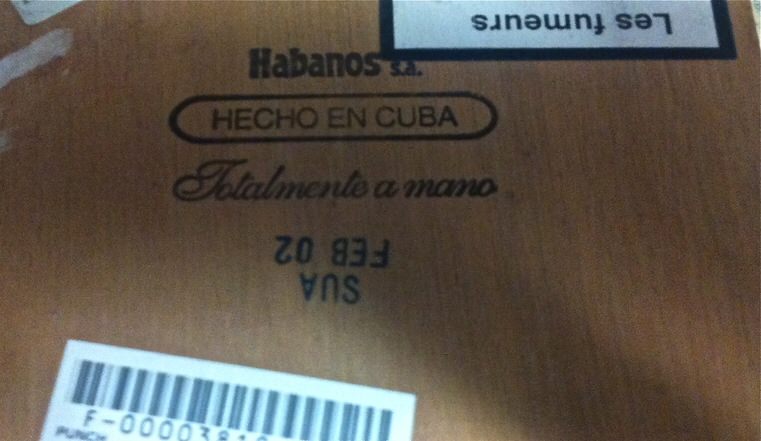 Les fumeurs
Habanos s.a.
HECHO EN CUBA
Totalmente a mano
SUA
FEB 02
PUNCH